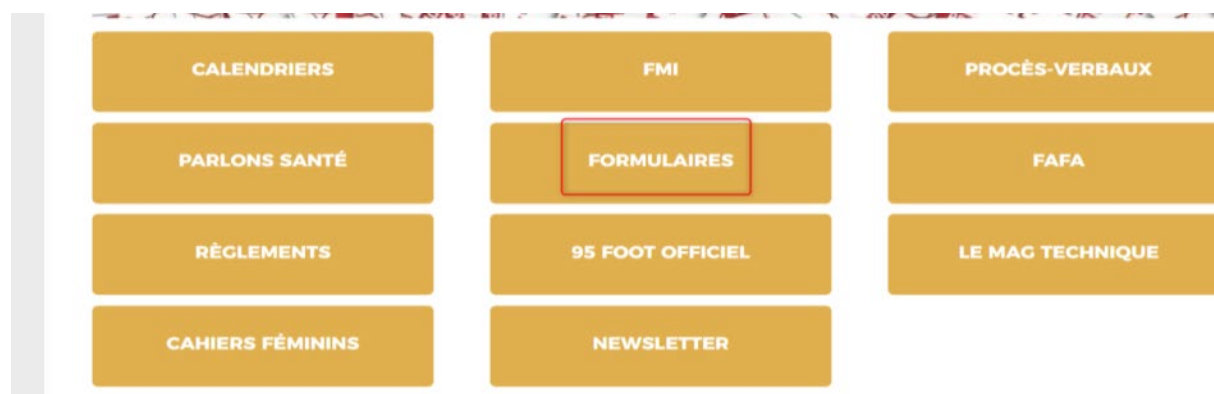 CALENDRIERS
FMI
PROCÈS-VERBAUX
PARLONS SANTÉ
FORMULAIRES
FAFA
RÈGLEMENTS
95 FOOT OFFICIEL
LE MAG TECHNIQUE
CAHIERS FÉMININS
NEWSLETTER